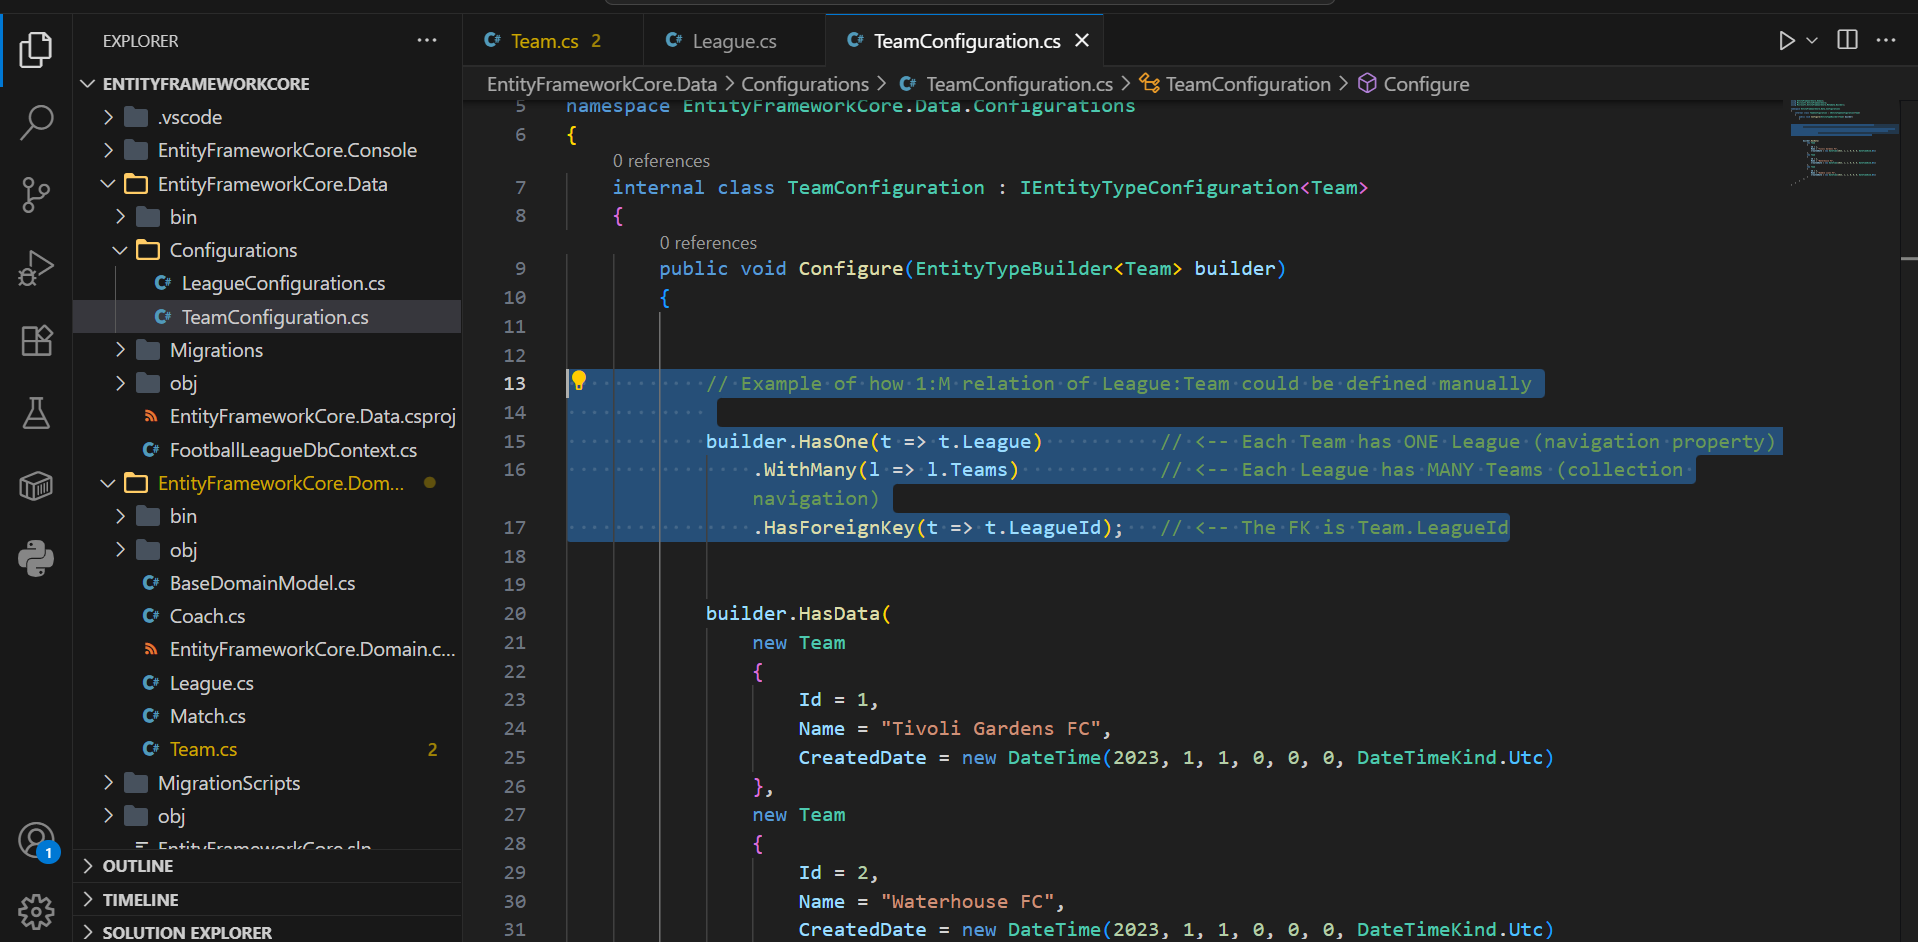 EXPLORER
ENTITYFRAMEWORKCORE
.vscode
EntityFrameworkCore.Console
EntityFrameworkCore.Data
bin
Configurations
LeagueConfiguration.cs
TeamConfiguration.cs
Migrations
obj
EntityFrameworkCore.Data.csproj
FootballLeagueDbContext.cs
EntityFrameworkCore.Dom...
bin
obj
BaseDomainModel.cs
Coach.cs
EntityFrameworkCore.Domain.c...
League.cs
Match.cs
Team.cs 2
MigrationScripts
obj
EntityFrameworkCore.sln
OUTLINE
TIMELINE
SOLUTION EXPLORER
1
Team.cs 2 League.cs TeamConfiguration.cs
EntityFrameworkCore.Data > Configurations > TeamConfiguration.cs > TeamConfiguration > Configure
5 namespace EntityFrameworkCore.Data.Configurations
6 {
0 references
7 internal class TeamConfiguration : IEntityTypeConfiguration<Team>
8 {
0 references
9 public void Configure(EntityTypeBuilder<Team> builder)
10 {
11
12
13 // Example of how 1:M relation of League:Team could be defined manually
14
15 builder.HasOne(t => t.League) // <-- Each Team has ONE League (navigation property)
16 .WithMany(l => l.Teams) // <-- Each League has MANY Teams (collection
navigation)
17 .HasForeignKey(t => t.LeagueId); // <-- The FK is Team.LeagueId
18
19
20 builder.HasData(
21 new Team
22 {
23 Id = 1,
24 Name = "Tivoli Gardens FC",
25 CreatedDate = new DateTime(2023, 1, 1, 0, 0, 0, DateTimeKind.Utc)
26 },
27 new Team
28 {
29 Id = 2,
30 Name = "Waterhouse FC",
31 CreatedDate = new DateTime(2023, 1, 1, 0, 0, 0, DateTimeKind.Utc)